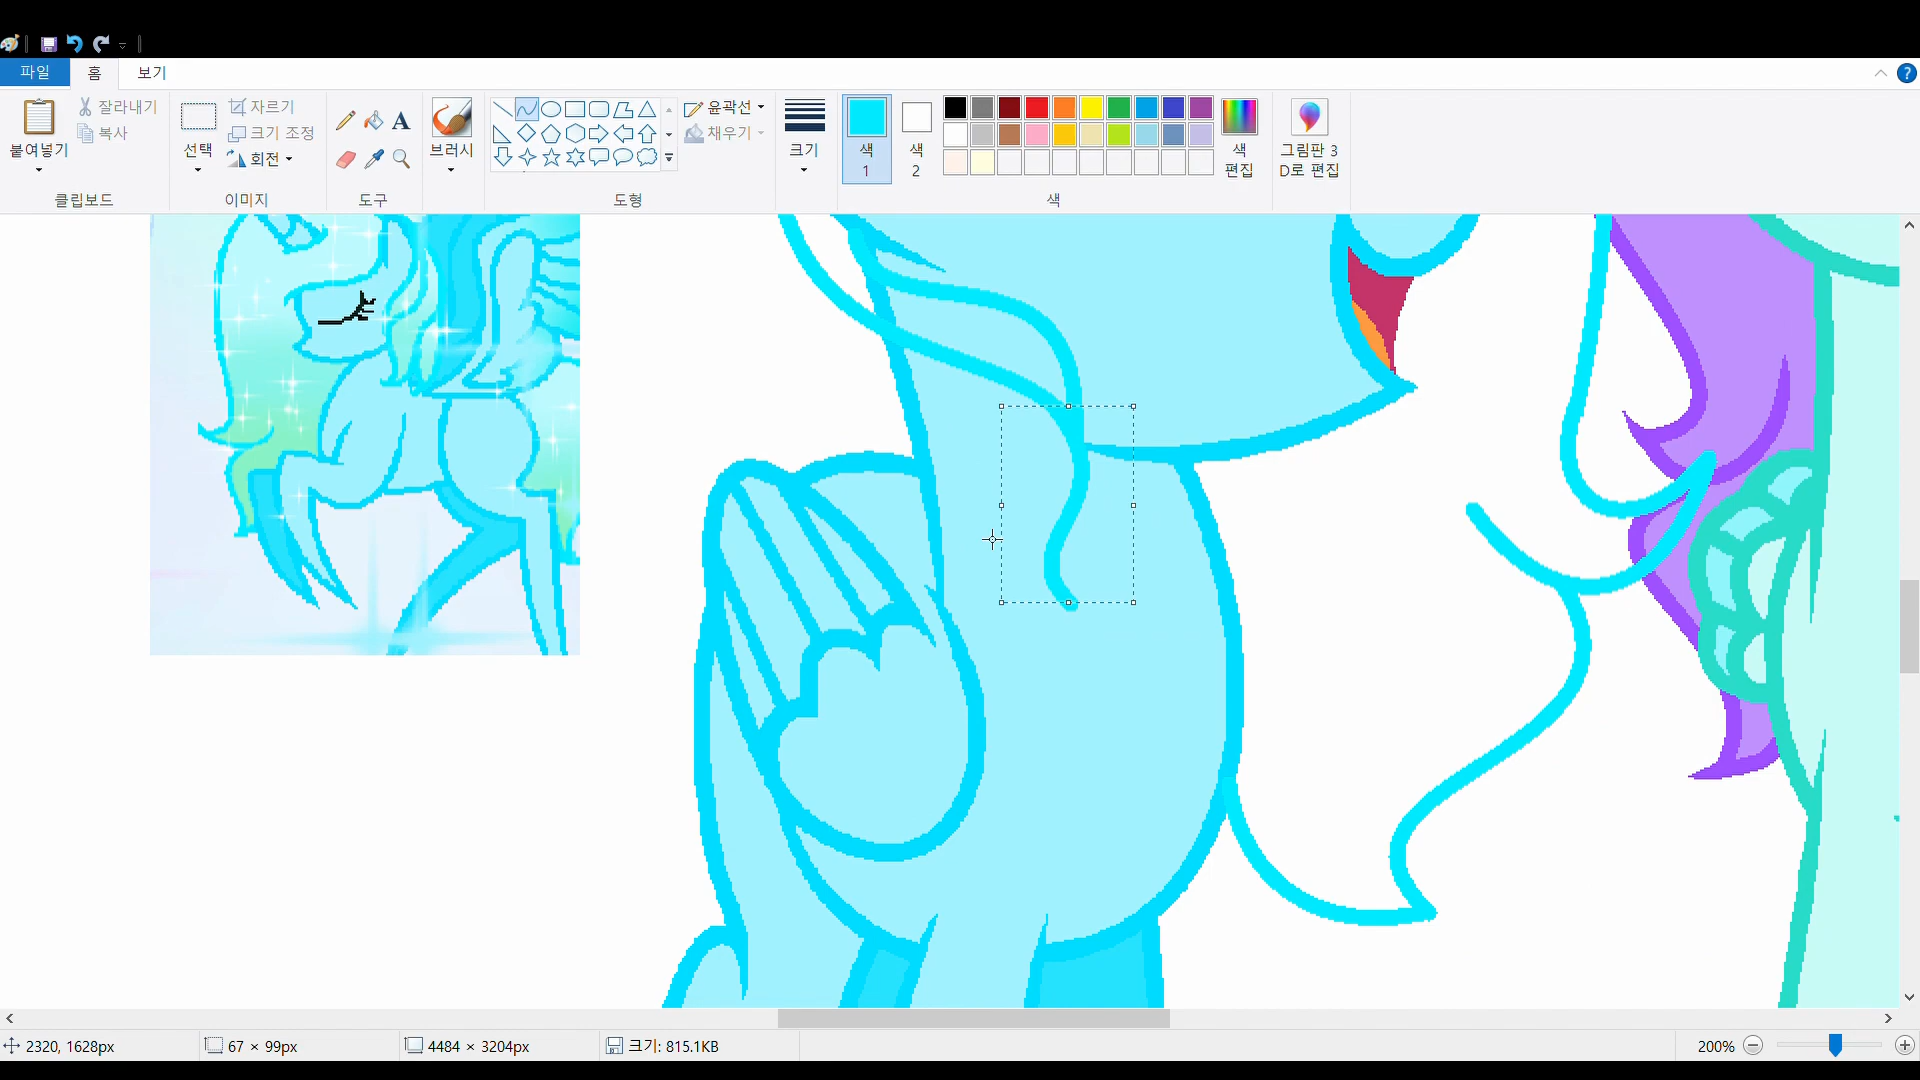 파일 홈 보기
붙여넣기
잘라내기
복사
클립보드
선택
자르기
크기 조정
회전
이미지
A
도구
브러시
윤곽선
채우기
도형
크기
색
1
색
2
색
편집
색
그림판 3
D로 편집
?
2320, 1628px
67 × 99px
4484 × 3204px
크기: 815.1KB
200%